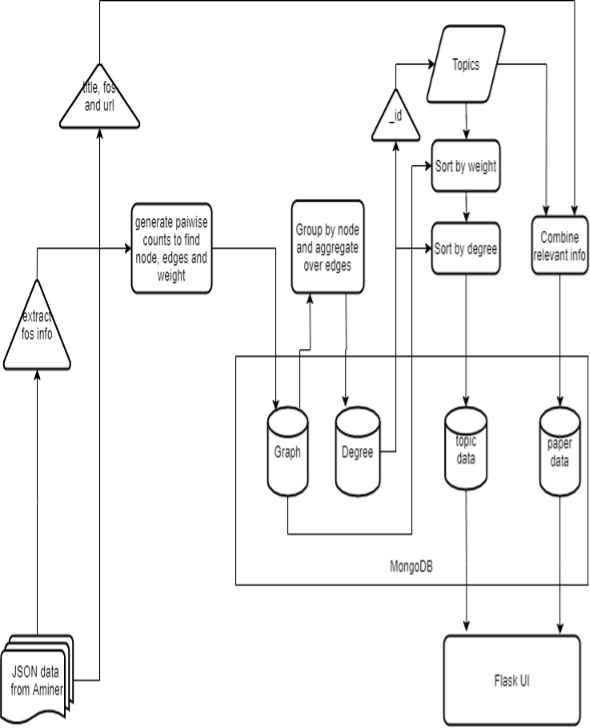 title, fos
and url
_id
Topics
Sort by weight
generate paiwise
counts to find
node, edges and
weight
Group by node
and aggregate
over edges
Sort by degree
Combine
relevant info
extract
fos info
Graph
Degree
topic
data
paper
data
MongoDB
JSON data
from Aminer
Flask UI